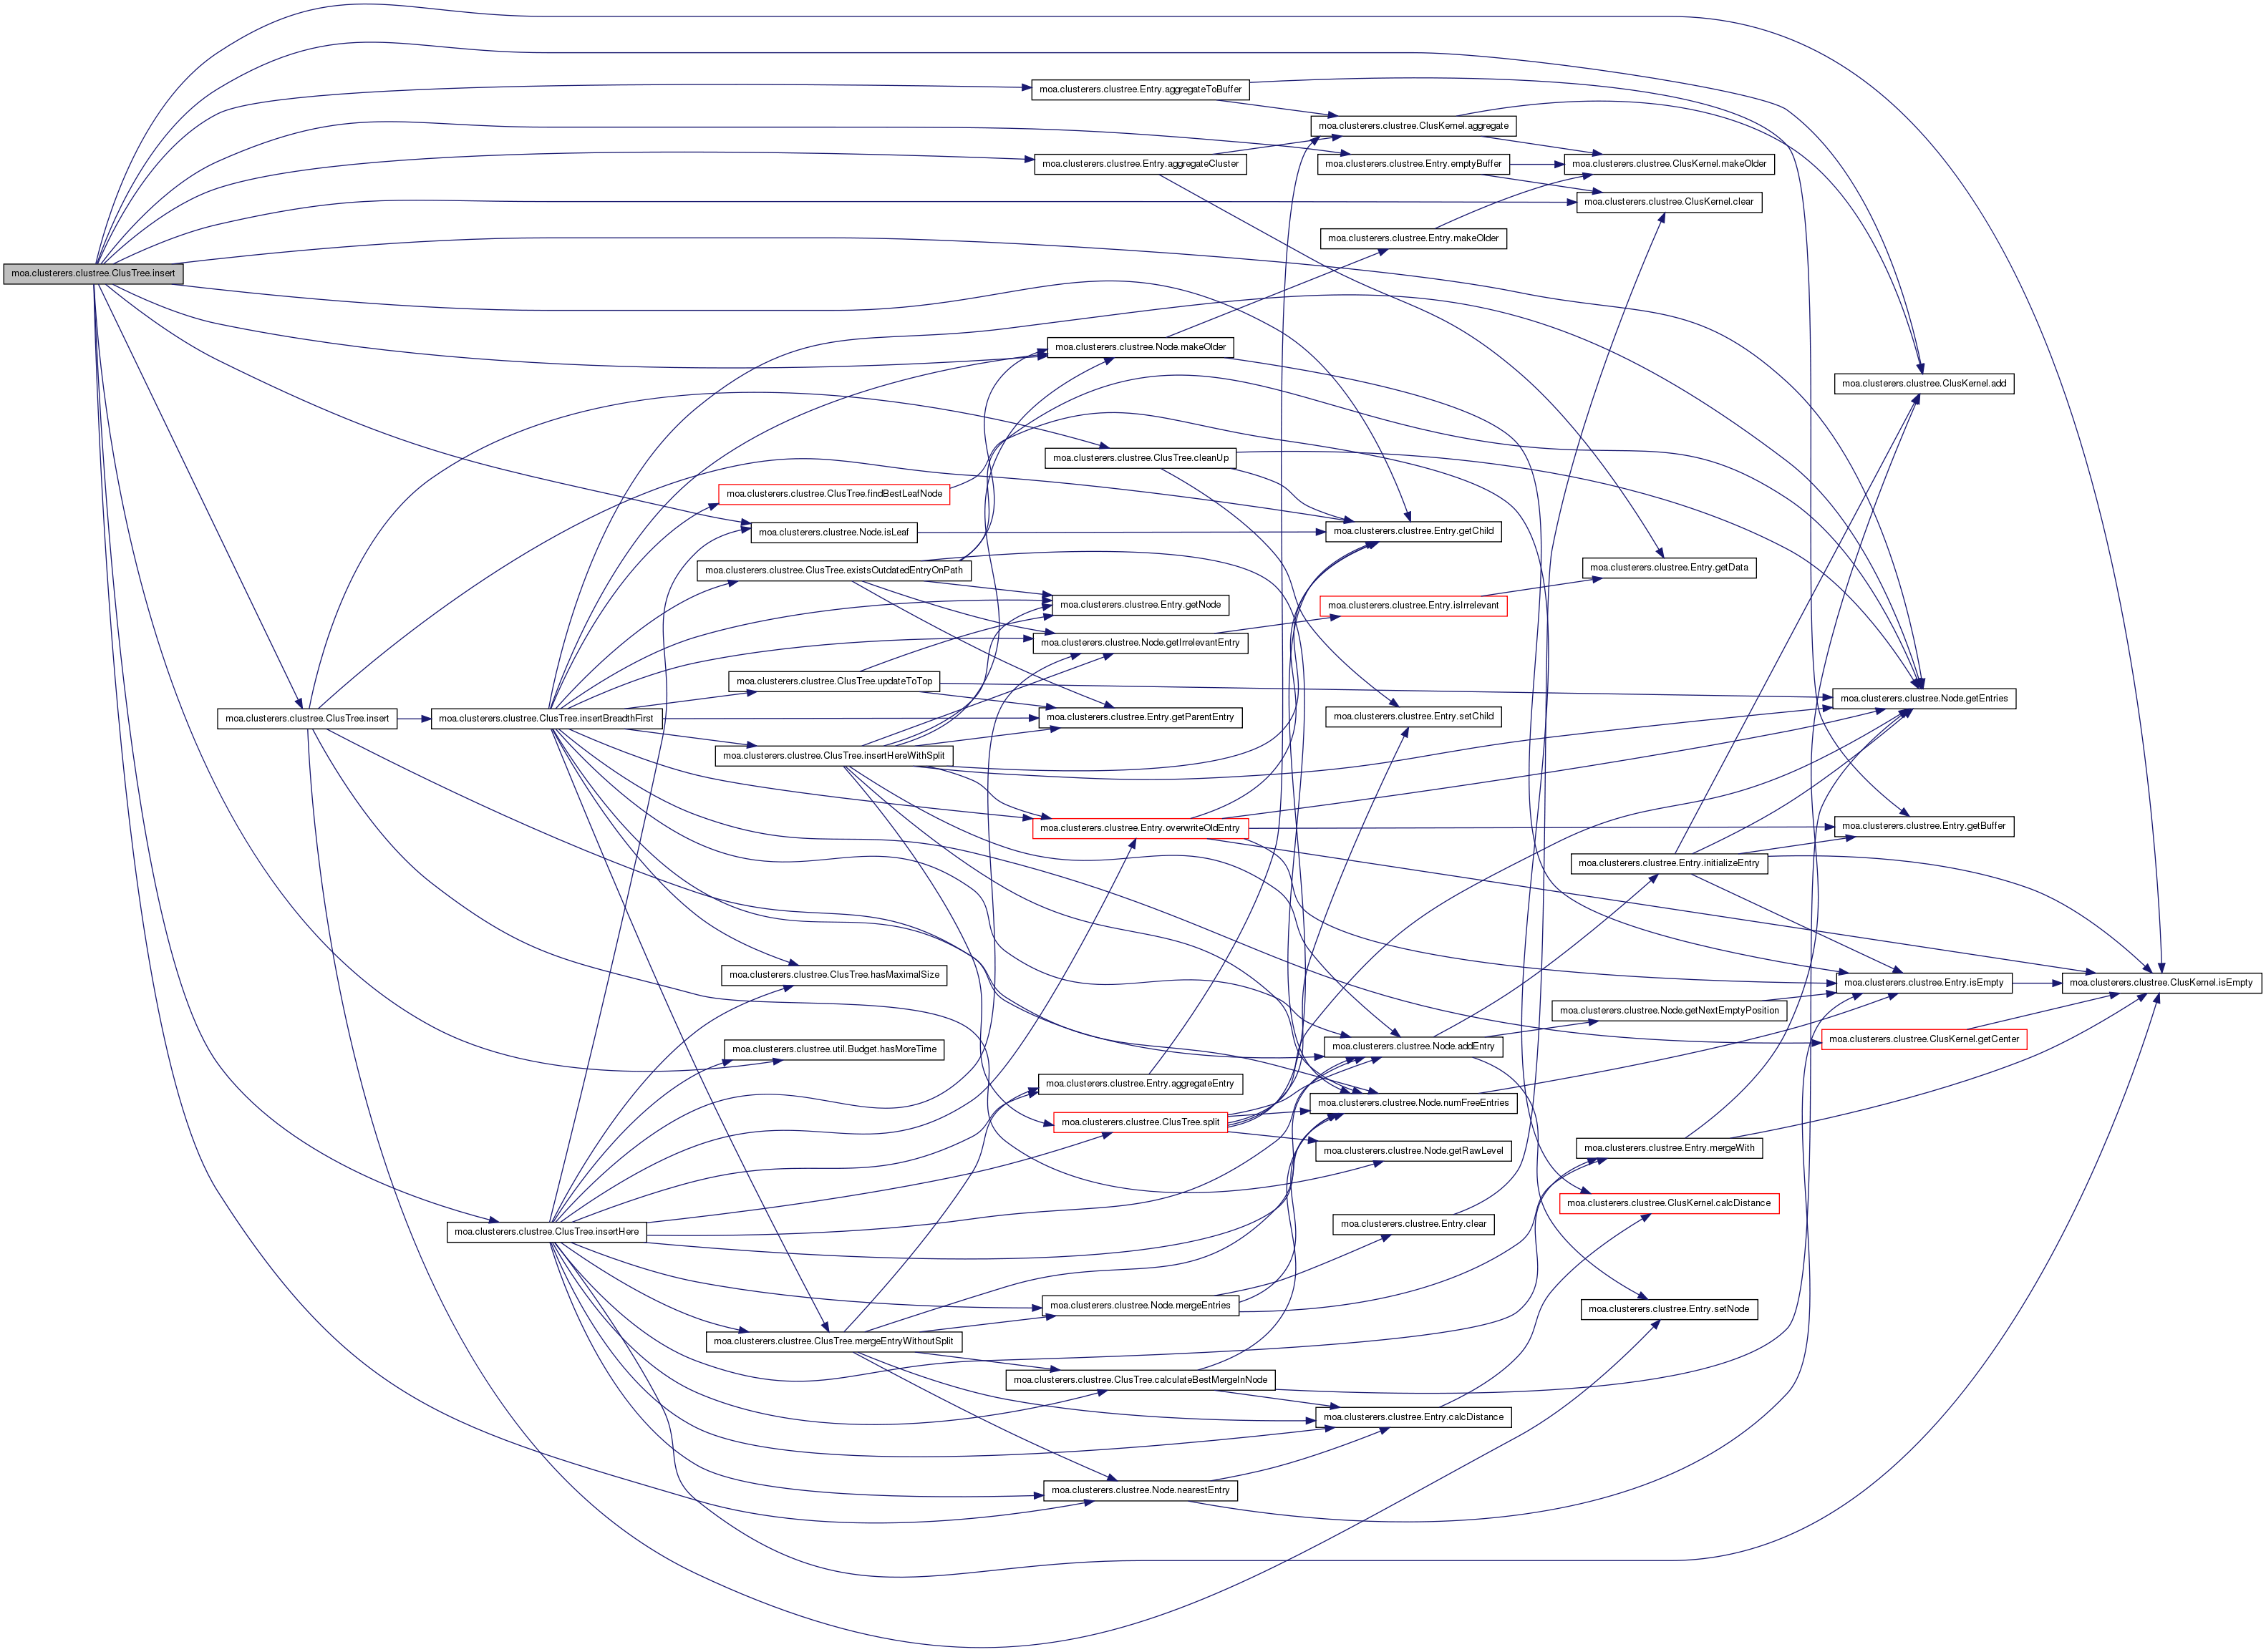 moa.clusterers.clustree.ClusTree.insert
moa.clusterers.clustree.ClusTree.insert
moa.clusterers.clustree.ClusTree.insertBreadthFirst
moa.clusterers.clustree.ClusTree.insertHere
moa.clusterers.clustree.ClusTree.findBestLeafNode
moa.clusterers.clustree.Node.isLeaf
moa.clusterers.clustree.ClusTree.existsOutdatedEntryOnPath
moa.clusterers.clustree.ClusTree.updateToTop
moa.clusterers.clustree.ClusTree.insertHereWithSplit
moa.clusterers.clustree.ClusTree.hasMaximalSize
moa.clusterers.clustree.util.Budget.hasMoreTime
moa.clusterers.clustree.ClusTree.mergeEntryWithoutSplit
moa.clusterers.clustree.Entry.aggregateToBuffer
moa.clusterers.clustree.Entry.aggregateCluster
moa.clusterers.clustree.Node.makeOlder
moa.clusterers.clustree.ClusTree.cleanUp
moa.clusterers.clustree.Entry.getNode
moa.clusterers.clustree.Node.getIrrelevantEntry
moa.clusterers.clustree.Entry.getParentEntry
moa.clusterers.clustree.Entry.overwriteOldEntry
moa.clusterers.clustree.Entry.aggregateEntry
moa.clusterers.clustree.ClusTree.split
moa.clusterers.clustree.Node.mergeEntries
moa.clusterers.clustree.ClusTree.calculateBestMergeInNode
moa.clusterers.clustree.Node.nearestEntry
moa.clusterers.clustree.ClusKernel.aggregate
moa.clusterers.clustree.Entry.emptyBuffer
moa.clusterers.clustree.Entry.makeOlder
moa.clusterers.clustree.Entry.getChild
moa.clusterers.clustree.Entry.isIrrelevant
moa.clusterers.clustree.Entry.setChild
moa.clusterers.clustree.Node.addEntry
moa.clusterers.clustree.Node.numFreeEntries
moa.clusterers.clustree.Node.getRawLevel
moa.clusterers.clustree.Entry.clear
moa.clusterers.clustree.Entry.calcDistance
moa.clusterers.clustree.ClusKernel.makeOlder
moa.clusterers.clustree.ClusKernel.clear
moa.clusterers.clustree.Entry.getData
moa.clusterers.clustree.Entry.initializeEntry
moa.clusterers.clustree.Node.getNextEmptyPosition
moa.clusterers.clustree.Entry.mergeWith
moa.clusterers.clustree.ClusKernel.calcDistance
moa.clusterers.clustree.Entry.setNode
moa.clusterers.clustree.ClusKernel.add
moa.clusterers.clustree.Node.getEntries
moa.clusterers.clustree.Entry.getBuffer
moa.clusterers.clustree.Entry.isEmpty
moa.clusterers.clustree.ClusKernel.getCenter
moa.clusterers.clustree.ClusKernel.isEmpty